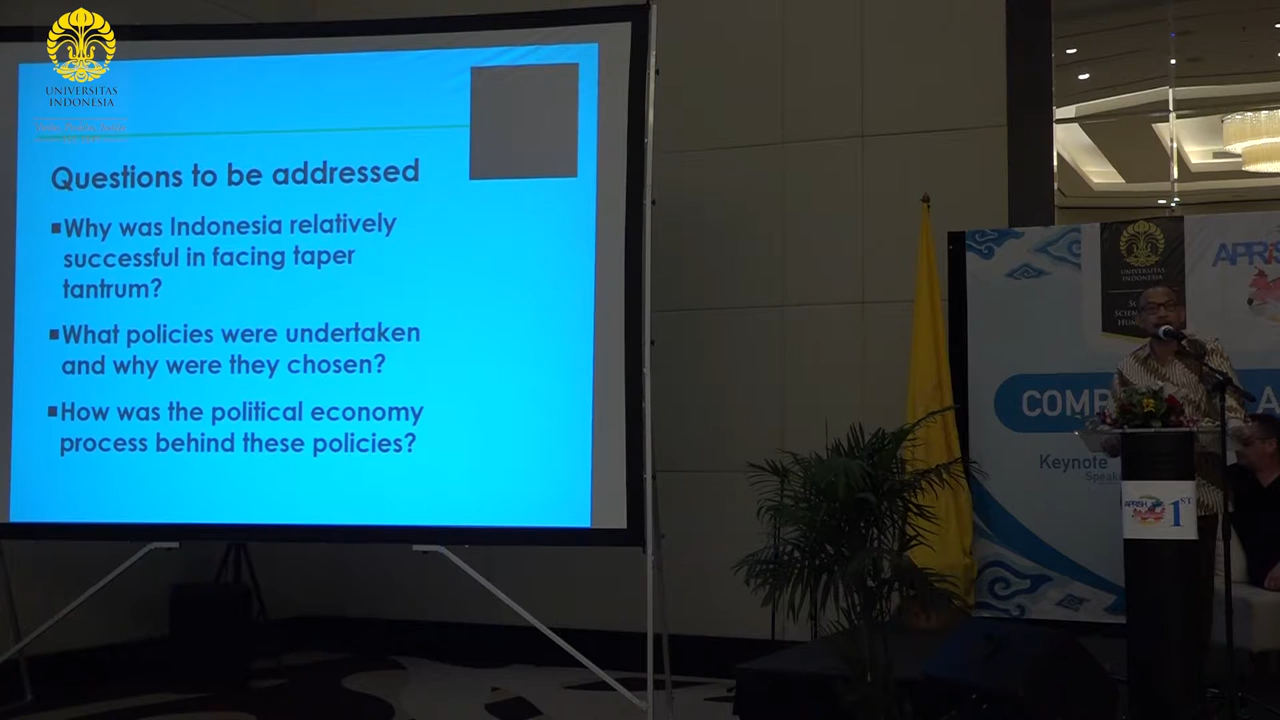 UNIVERSITAS
INDONESIA
Questions to be addressed
▪Why was Indonesia relatively
successful in facing taper
tantrum?
▪What policies were undertaken
and why were they chosen?
▪How was the political economy
process behind these policies?
UNIVERSITAS
INDONESIA
COMP
A
Keynote
Speake
APRISH
1ST